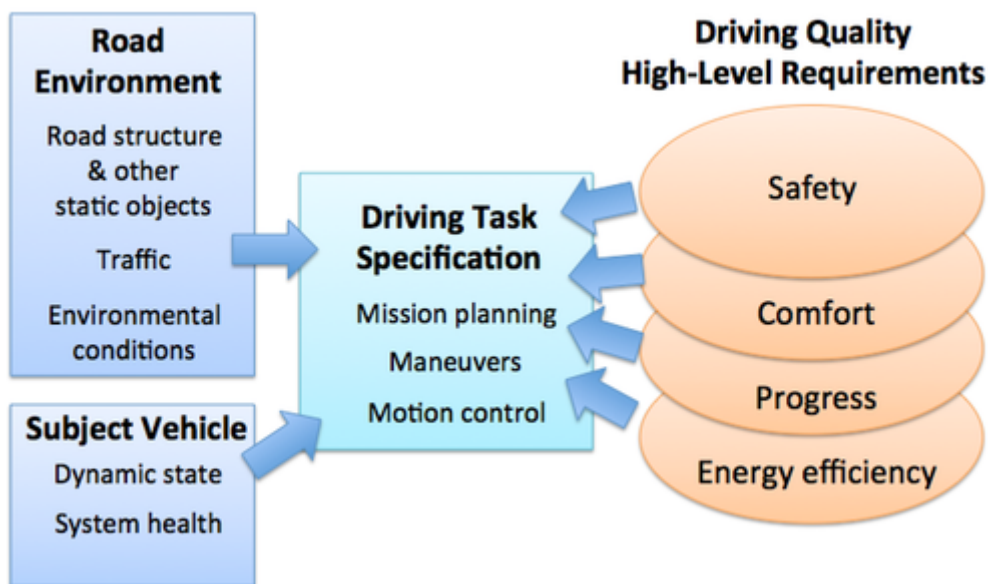 Road
Environment
Road structure
& other
static objects
Traffic
Environmental
conditions
Subject Vehicle
Dynamic state
System health
Driving Task
Specification
Mission planning
Maneuvers
Motion control
Driving Quality
High-Level Requirements
Safety
Comfort
Progress
Energy efficiency